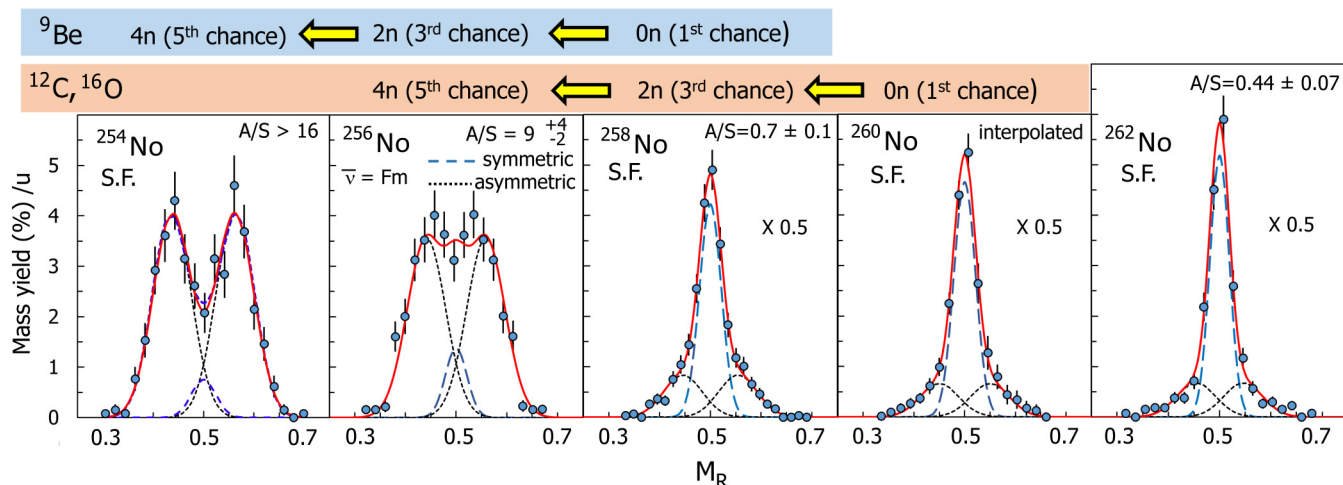 ⁹Be 4n (5ᵗʰ chance) 2n (3ʳᵈ chance) 0n (1ˢᵗ chance)
¹²C, ¹⁶O 4n (5ᵗʰ chance) 2n (3ʳᵈ chance) 0n (1ˢᵗ chance)
A/S=0.44 ± 0.07
²⁵⁴No
S.F.
A/S > 16
²⁵⁶No
A/S = 9 +4 -2
ν̅ = Fm
symmetric
asymmetric
²⁵⁸No
S.F.
A/S=0.7 ± 0.1
X 0.5
²⁶⁰No
S.F.
interpolated
X 0.5
²⁶²No
S.F.
X 0.5
Mass yield (%) /u
5
4
3
2
1
0
0.3 0.5 0.7
0.3 0.5 0.7
0.3 0.5 0.7
0.3 0.5 0.7
0.3 0.5 0.7
M_R